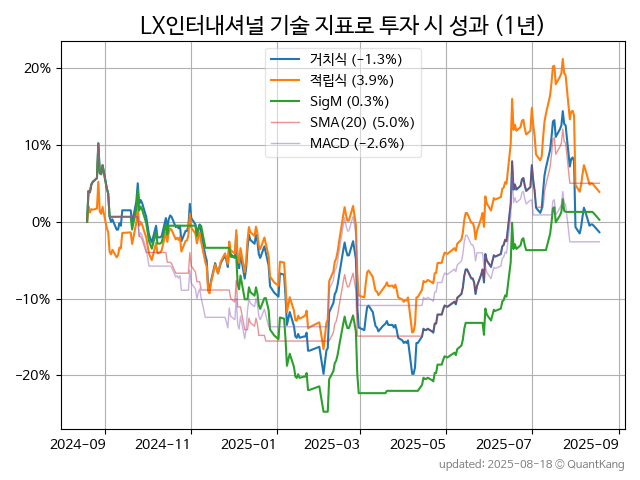 LX인터내셔널 기술 지표로 투자 시 성과 (1년)
거치식 (−1.3%)
적립식 (3.9%)
SigM (0.3%)
SMA(20) (5.0%)
MACD (−2.6%)
20%
10%
0%
−10%
−20%
2024-09
2024-11
2025-01
2025-03
2025-05
2025-07
2025-09
updated: 2025-08-18 © QuantKang